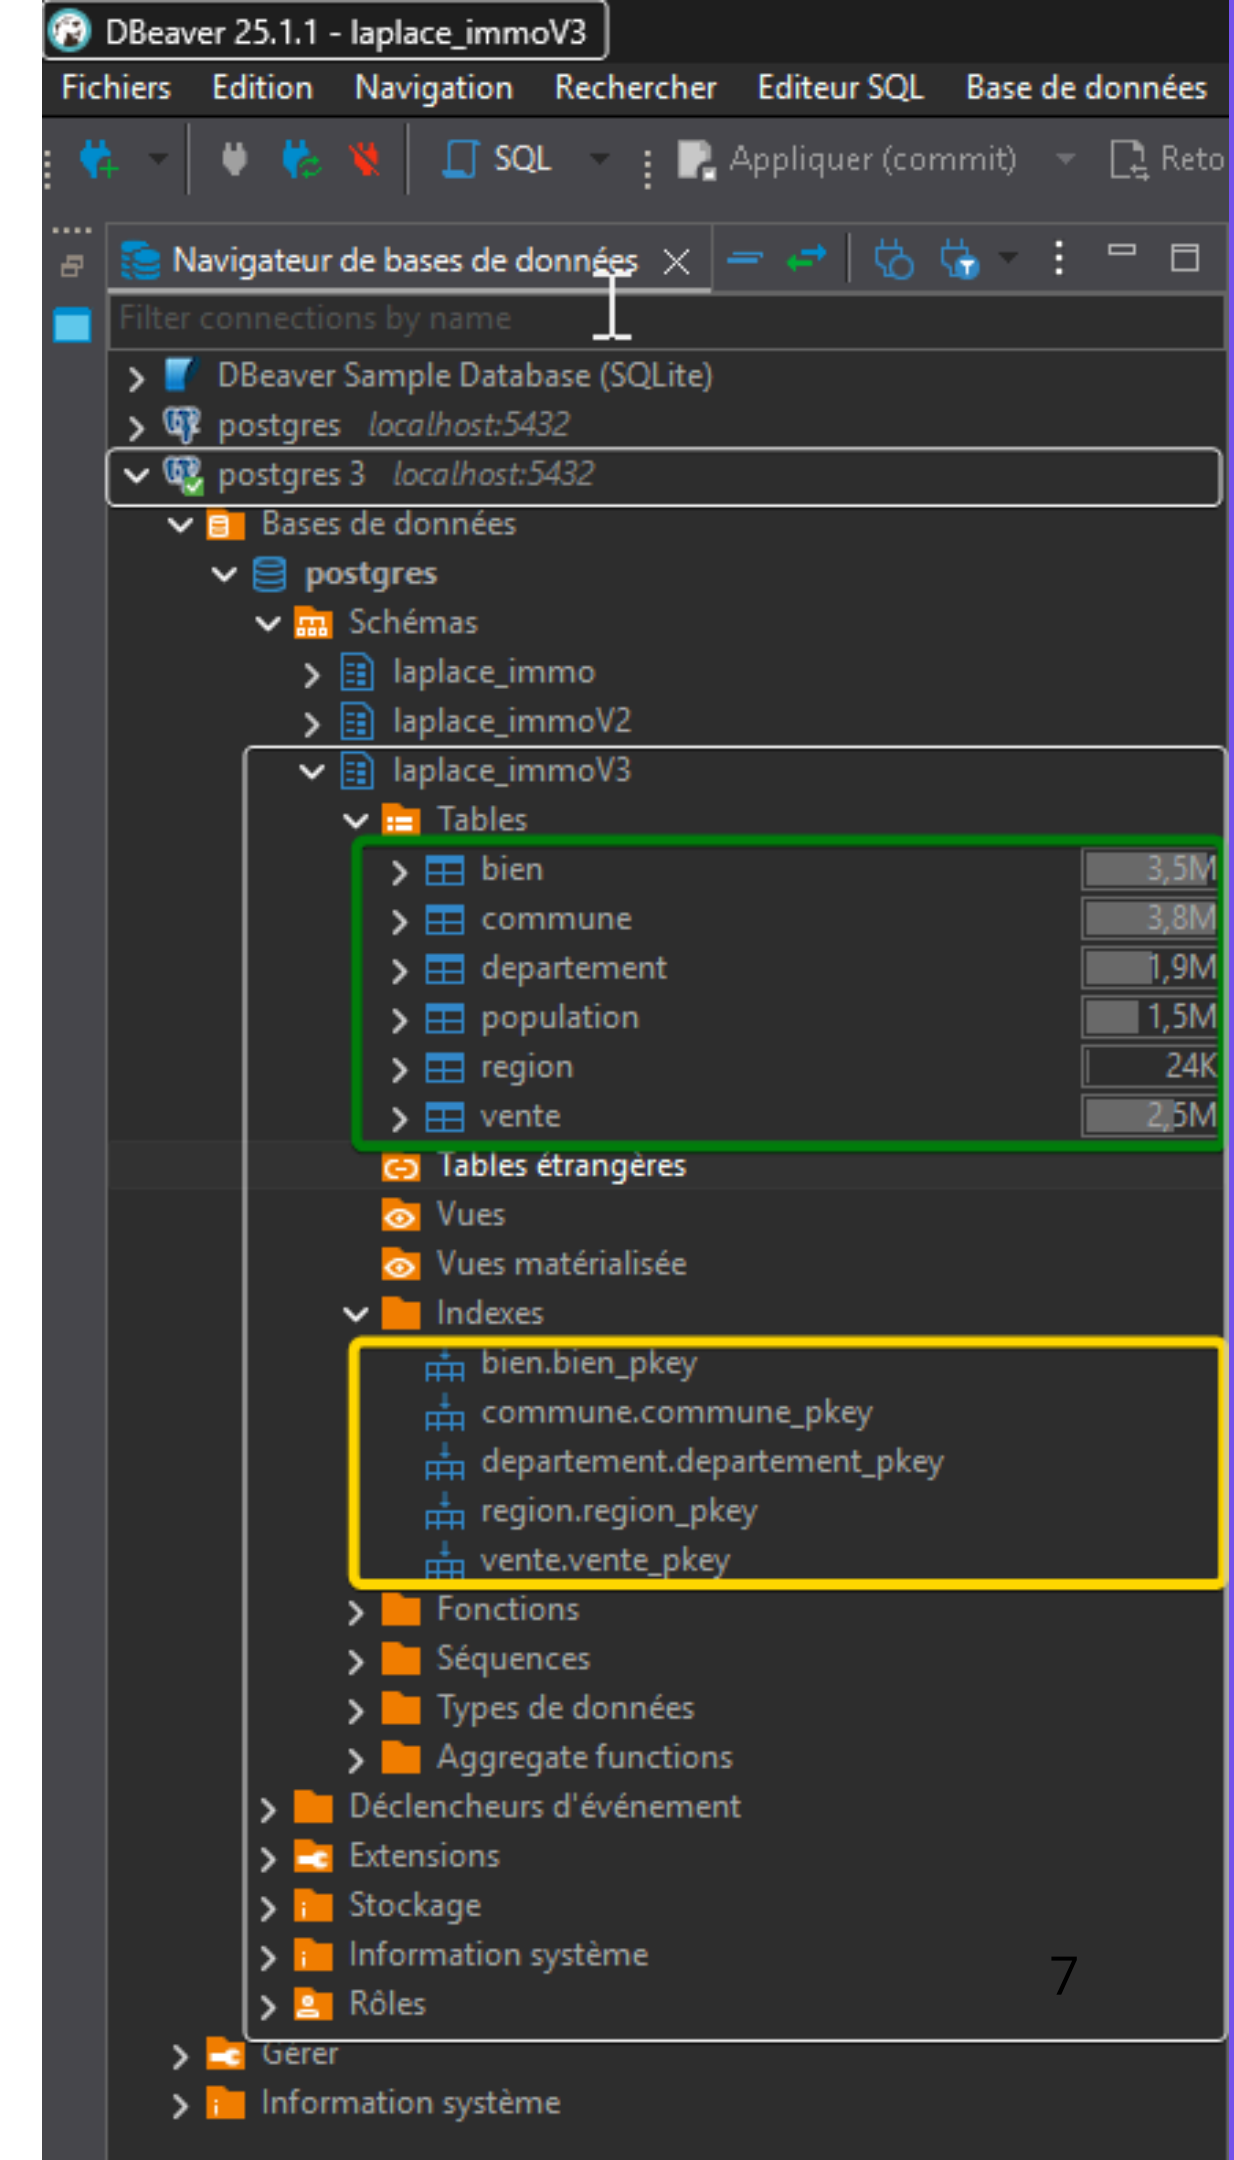 DBeaver 25.1.1 - laplace_immoV3
Fichiers Edition Navigation Rechercher Editeur SQL Base de données
SQL Appliquer (commit) Reto
Navigateur de bases de données
Filter connections by name
DBeaver Sample Database (SQLite)
postgres localhost:5432
postgres 3 localhost:5432
Bases de données
postgres
Schémas
laplace_immo
laplace_immoV2
laplace_immoV3
Tables
bien 3,5M
commune 3,8M
departement 1,9M
population 1,5M
region 24K
vente 2,5M
Tables étrangères
Vues
Vues matérialisée
Indexes
bien.bien_pkey
commune.commune_pkey
departement.departement_pkey
region.region_pkey
vente.vente_pkey
Fonctions
Séquences
Types de données
Aggregate functions
Déclencheurs d'événement
Extensions
Stockage
Information système
7
Rôles
Gérer
Information système